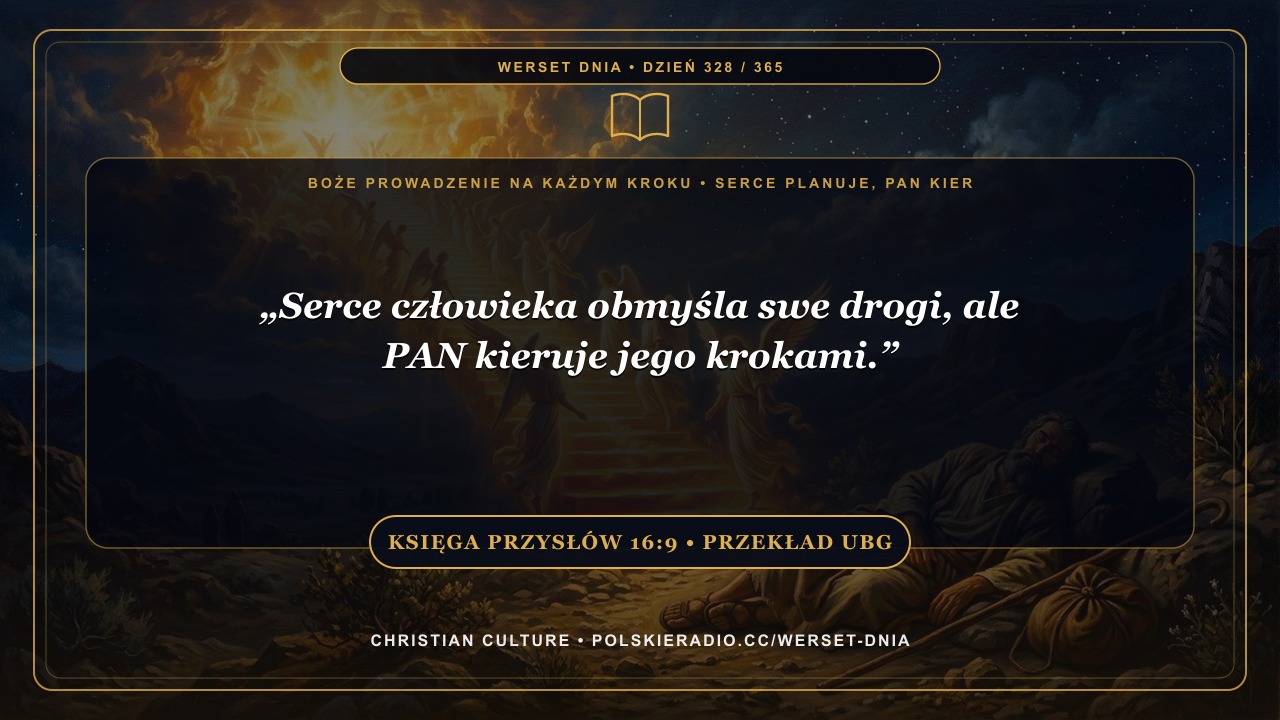 WERSET DNIA • DZIEŃ 328 / 365
BOŻE PROWADZENIE NA KAŻDYM KROKU • SERCE PLANUJE, PAN KIER
„Serce człowieka obmyśla swe drogi, ale
PAN kieruje jego krokami.”
KSIĘGA PRZYSŁÓW 16:9 • PRZEKŁAD UBG
CHRISTIAN CULTURE • POLSKIERADIO.CC/WERSET-DNIA